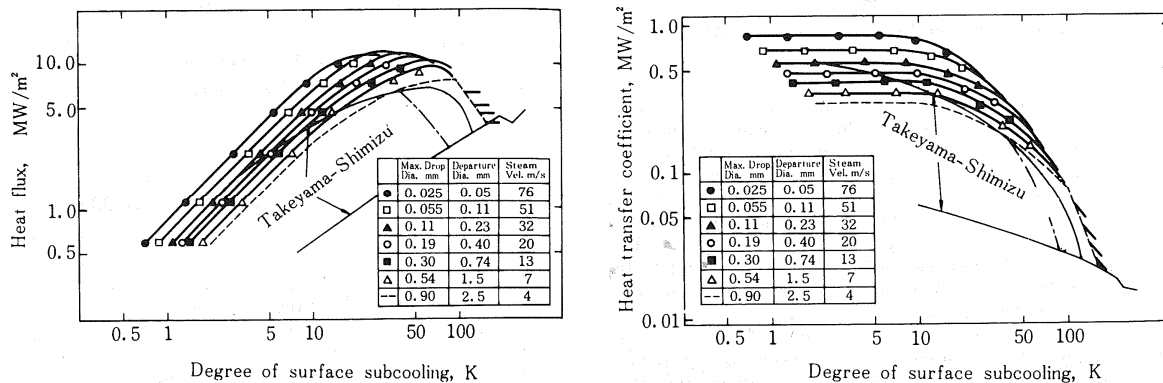 Heat flux, MW/m²
10.0
5.0
1.0
0.5
Takeyama-Shimizu
Max. Drop Dia. mm Departure Dia. mm Steam Vel. m/s
● 0.025 0.05 76
□ 0.055 0.11 51
▲ 0.11 0.23 32
○ 0.19 0.40 20
■ 0.30 0.74 13
△ 0.54 1.5 7
--- 0.90 2.5 4
0.5 1 5 10 50 100
Degree of surface subcooling, K
Heat transfer coefficient, MW/m²
1.0
0.5
0.1
0.05
0.01
Takeyama-Shimizu
Max. Drop Dia. mm Departure Dia. mm Steam Vel. m/s
● 0.025 0.05 76
□ 0.055 0.11 51
▲ 0.11 0.23 32
○ 0.19 0.40 20
■ 0.30 0.74 13
△ 0.54 1.5 7
--- 0.90 2.5 4
0.5 1 5 10 50 100
Degree of surface subcooling, K